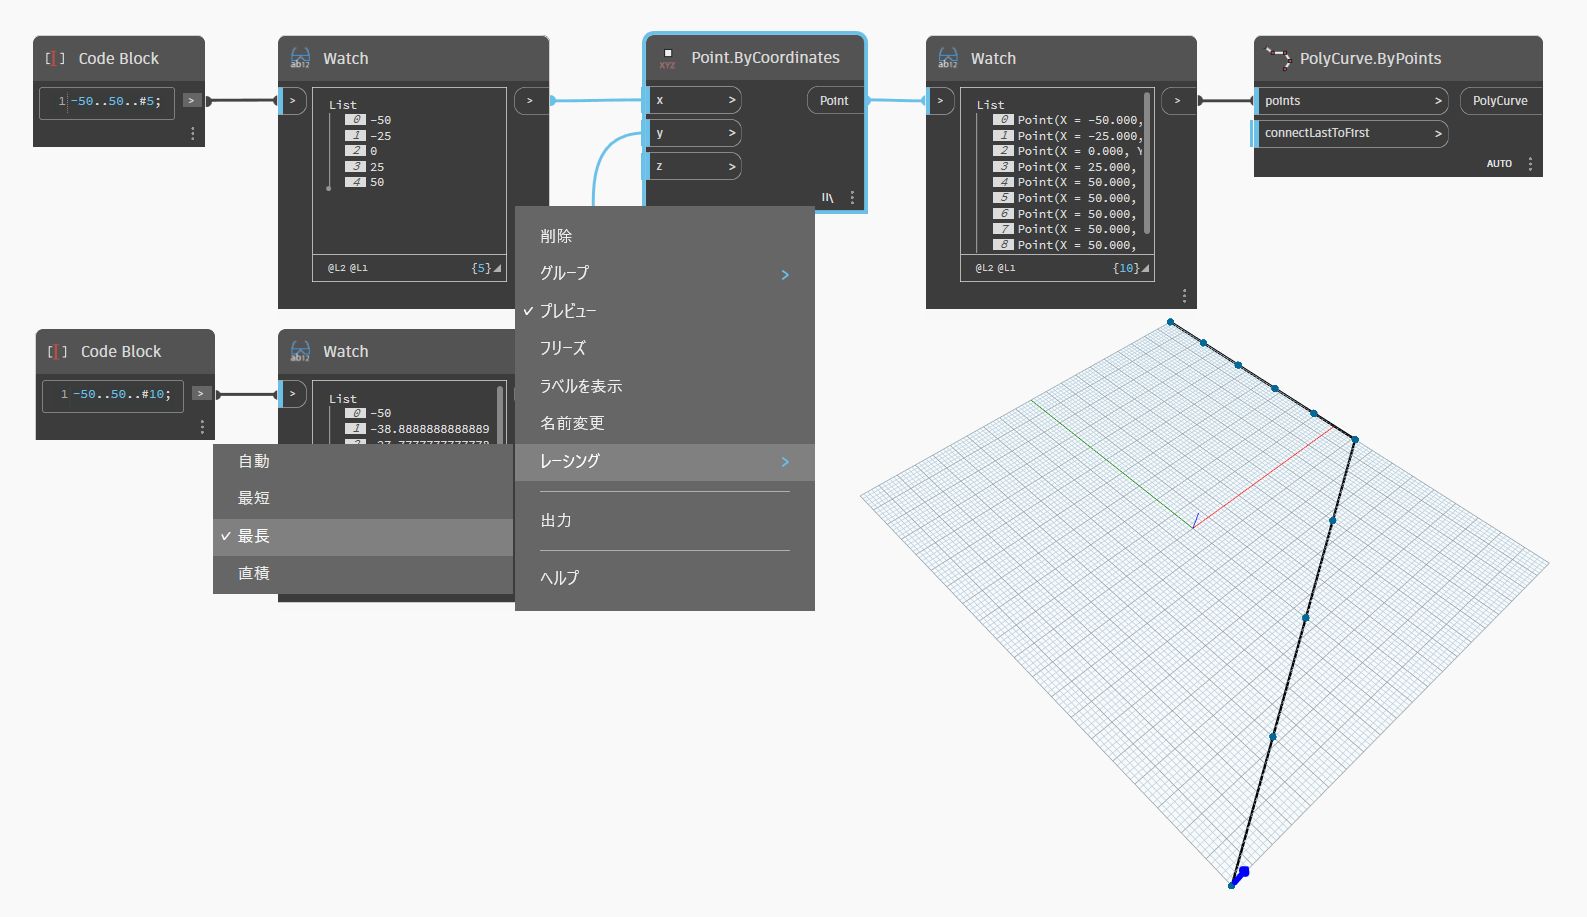 Code Block
1 -50..50..#5;
>
Watch
>
List
0 -50
1 -25
2 0
3 25
4 50
@L2 @L1 {5}
>
XYZ
Point.ByCoordinates
x >
y >
z >
Point
Watch
>
List
0 Point(X = -50.000,
1 Point(X = -25.000,
2 Point(X = 0.000, Y
3 Point(X = 25.000,
4 Point(X = 50.000,
5 Point(X = 50.000,
6 Point(X = 50.000,
7 Point(X = 50.000,
8 Point(X = 50.000,
@L2 @L1 {10}
>
PolyCurve.ByPoints
points >
connectLastToFirst >
PolyCurve
AUTO
Code Block
1 -50..50..#10;
>
Watch
>
List
0 -50
1 -38.8888888888889
削除
グループ >
プレビュー
フリーズ
ラベルを表示
名前変更
レーシング >
出力
ヘルプ
自動
最短
最長
直積